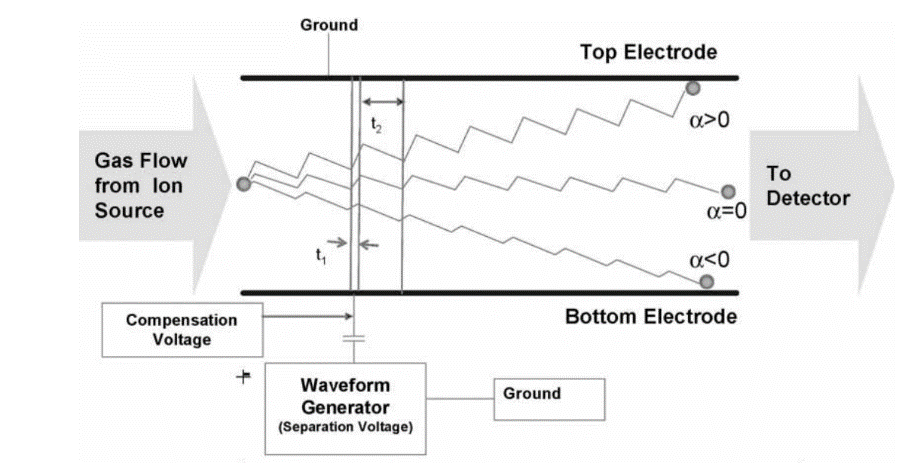 Ground
Top Electrode
t2
α>0
Gas Flow
from Ion
Source
To
Detector
α=0
t1
α<0
Bottom Electrode
Compensation
Voltage
+
Waveform
Generator
(Separation Voltage)
Ground